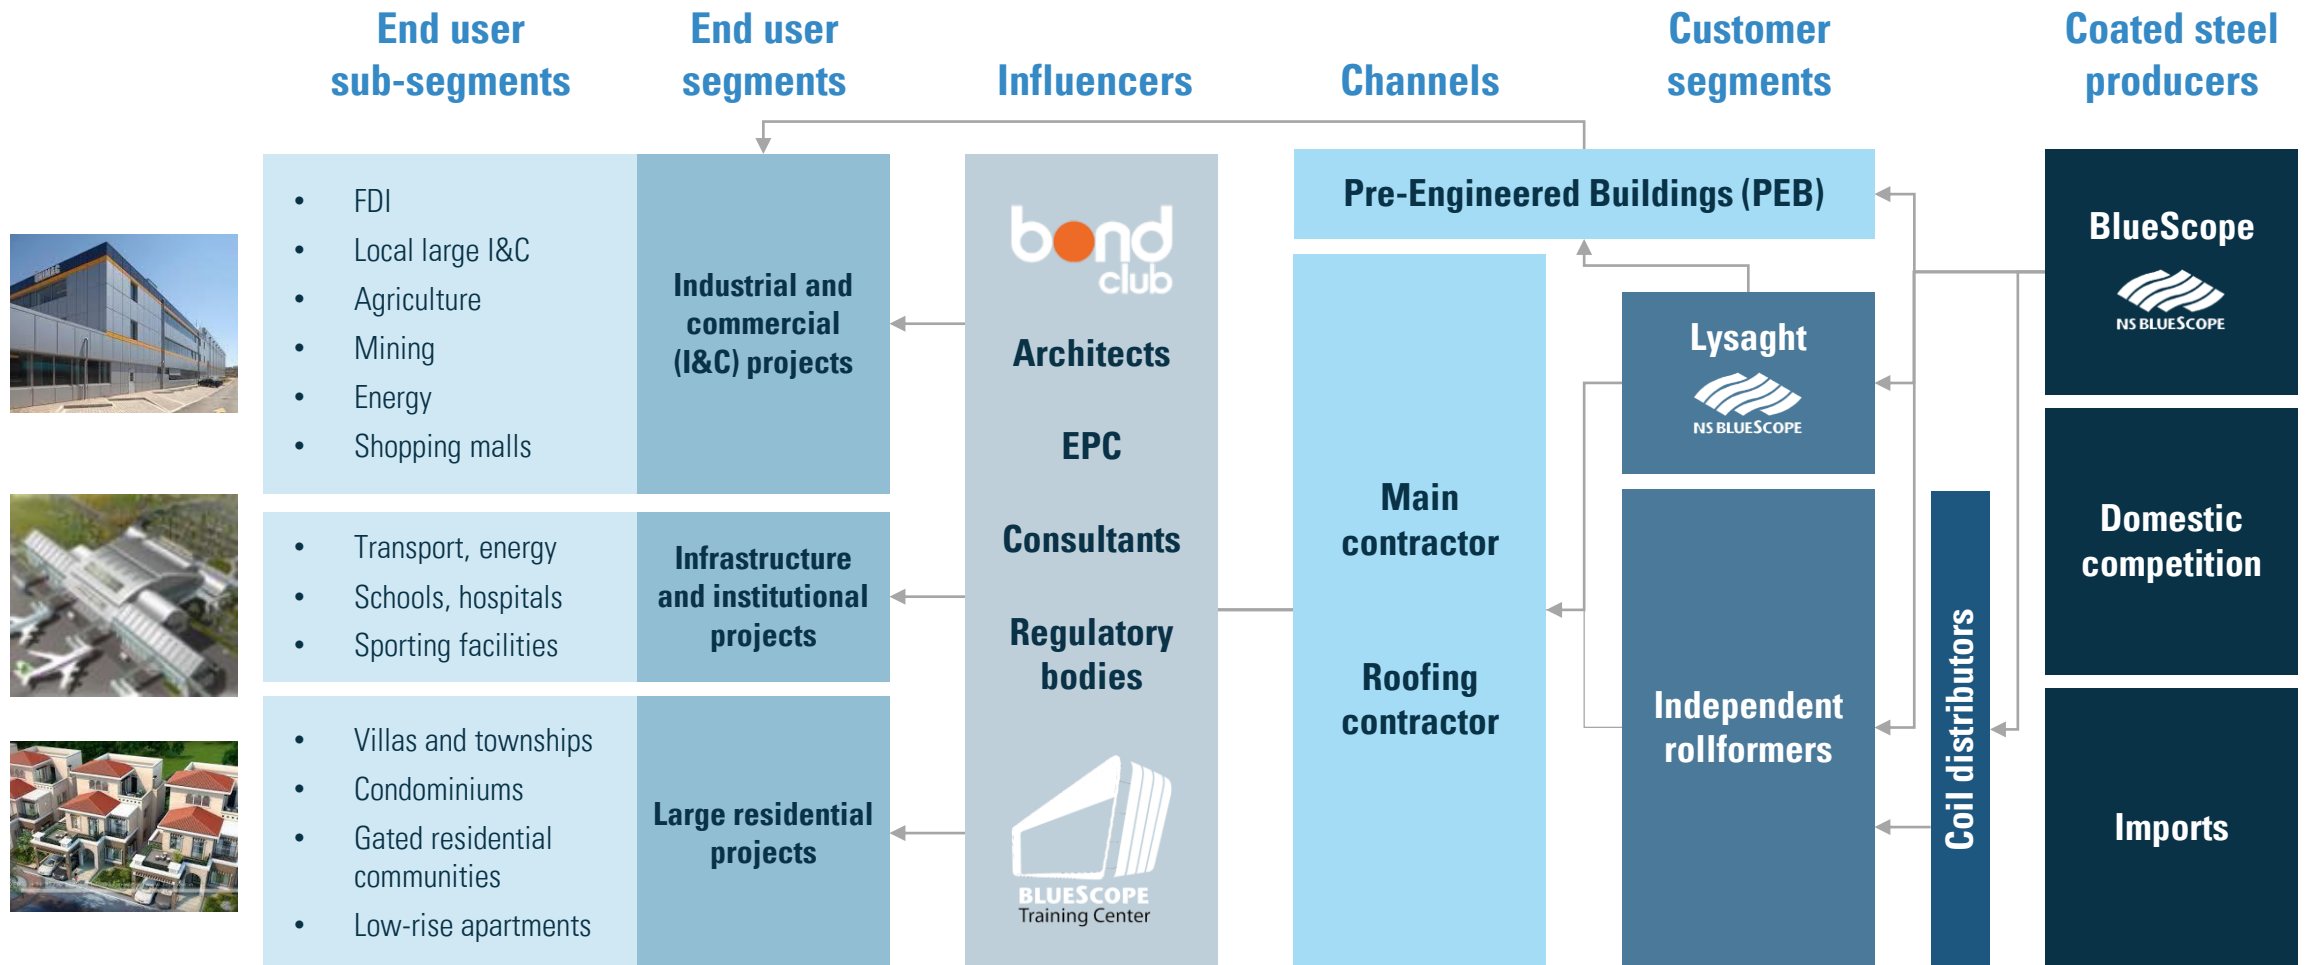 End user
sub-segments
End user
segments
Influencers
Channels
Customer
segments
Coated steel
producers
• FDI
• Local large I&C
• Agriculture
• Mining
• Energy
• Shopping malls
Industrial and
commercial
(I&C) projects
• Transport, energy
• Schools, hospitals
• Sporting facilities
Infrastructure
and institutional
projects
• Villas and townships
• Condominiums
• Gated residential
communities
• Low-rise apartments
Large residential
projects
bond
club
Architects
EPC
Consultants
Regulatory
bodies
BLUESCOPE
Training Center
Pre-Engineered Buildings (PEB)
Main
contractor
Roofing
contractor
Lysaght
NS BLUESCOPE
Independent
rollformers
Coil distributors
BlueScope
NS BLUESCOPE
Domestic
competition
Imports